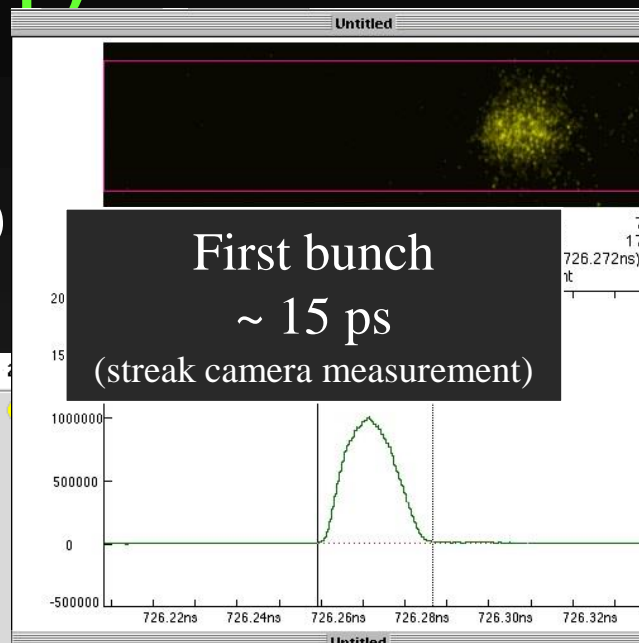 Untitled
First bunch
~ 15 ps
(streak camera measurement)
726.272ns)
20
15
1000000
500000
0
-500000
726.22ns 726.24ns 726.26ns 726.28ns 726.30ns 726.32ns
Untitled